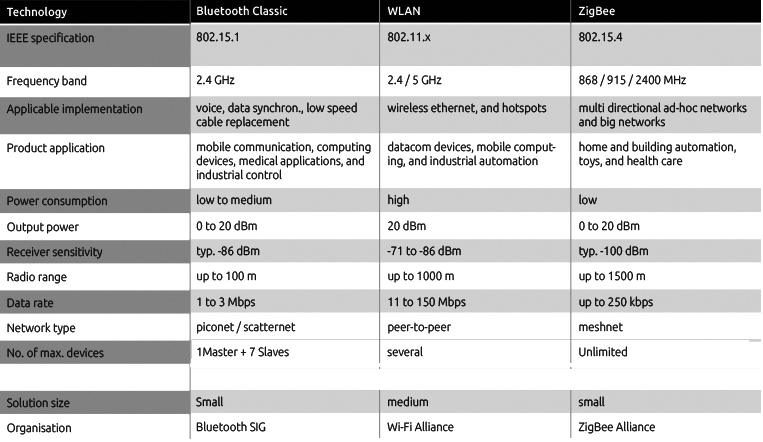 Technology Bluetooth Classic WLAN ZigBee
IEEE specification 802.15.1 802.11.x 802.15.4
Frequency band 2.4 GHz 2.4 / 5 GHz 868 / 915 / 2400 MHz
Applicable implementation voice, data synchron., low speed wireless ethernet, and hotspots multi directional ad-hoc networks
cable replacement and big networks
Product application mobile communication, computing datacom devices, mobile comput- home and building automation,
devices, medical applications, and ing, and industrial automation toys, and health care
industrial control
Power consumption low to medium high low
Output power 0 to 20 dBm 20 dBm 0 to 20 dBm
Receiver sensitivity typ. -86 dBm -71 to -86 dBm typ. -100 dBm
Radio range up to 100 m up to 1000 m up to 1500 m
Data rate 1 to 3 Mbps 11 to 150 Mbps up to 250 kbps
Network type piconet / scatternet peer-to-peer meshnet
No. of max. devices 1Master + 7 Slaves several Unlimited
Solution size Small medium small
Organisation Bluetooth SIG Wi-Fi Alliance ZigBee Alliance